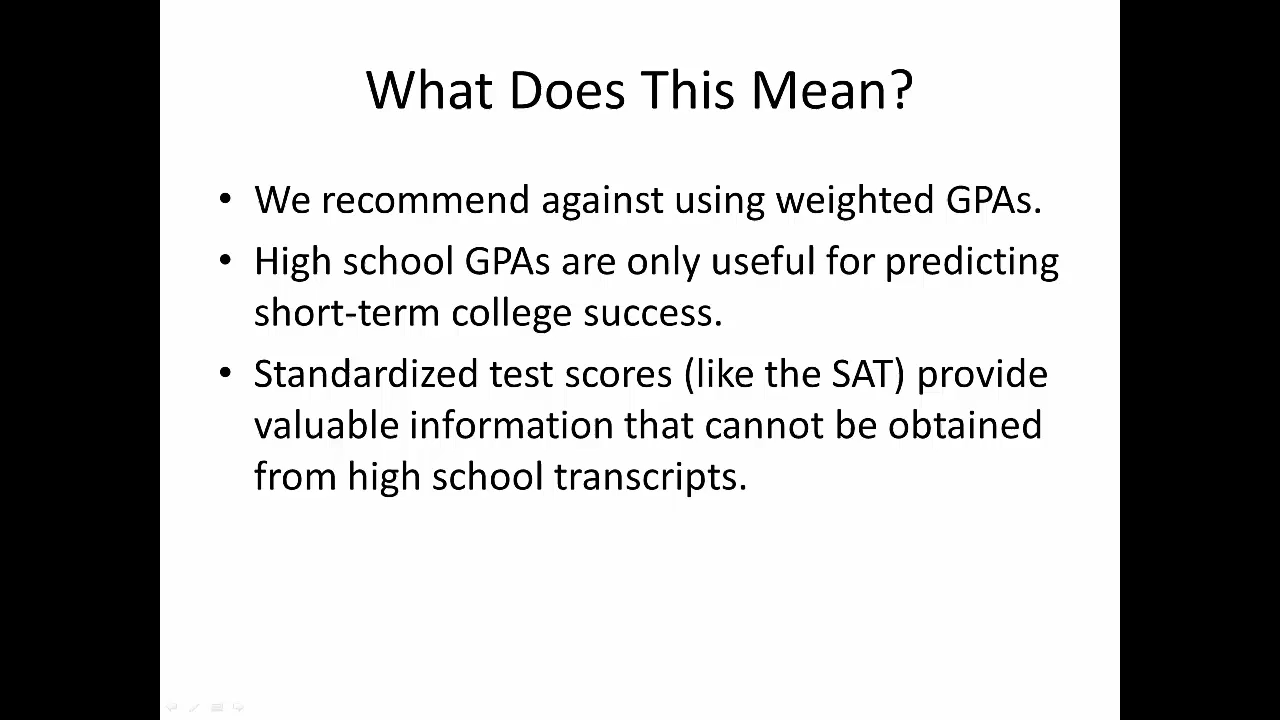 What Does This Mean?
• We recommend against using weighted GPAs.
• High school GPAs are only useful for predicting
short-term college success.
• Standardized test scores (like the SAT) provide
valuable information that cannot be obtained
from high school transcripts.